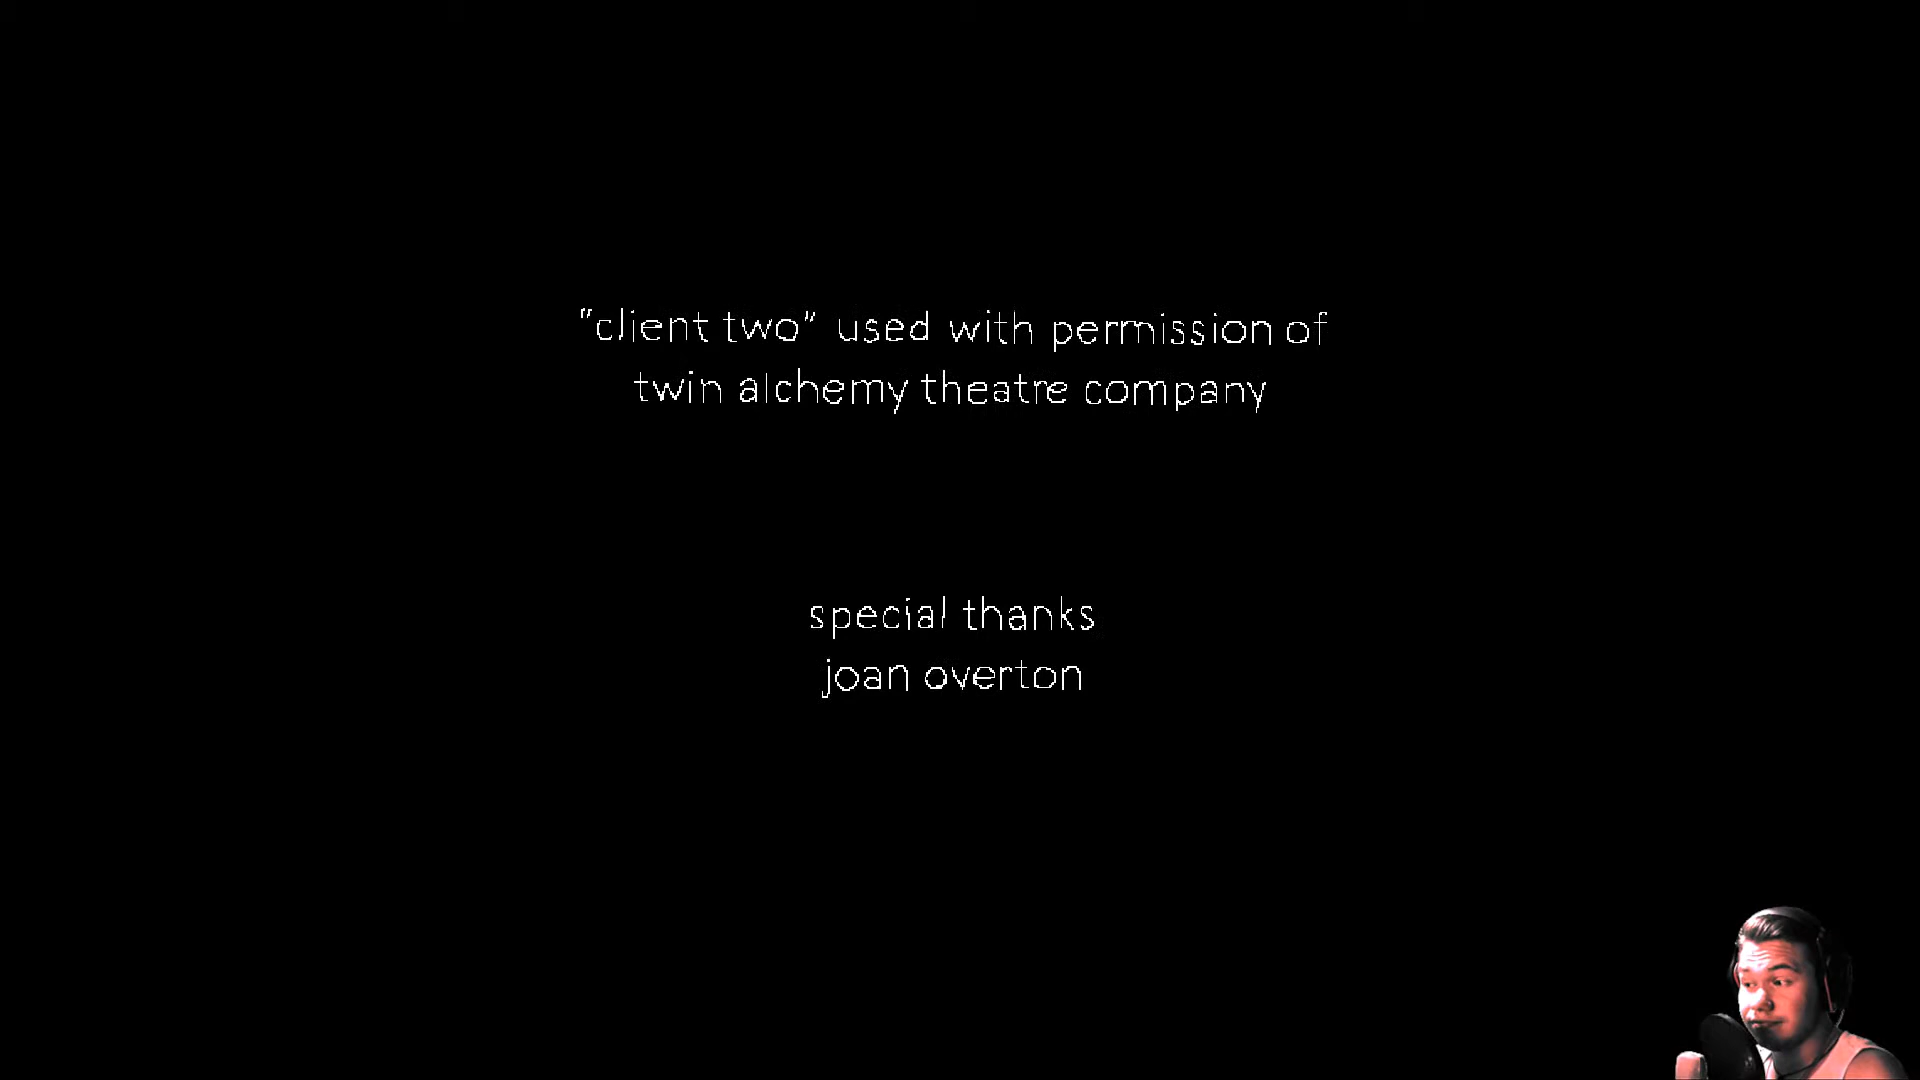 "client two" used with permission of
twin alchemy theatre company
special thanks
joan overton